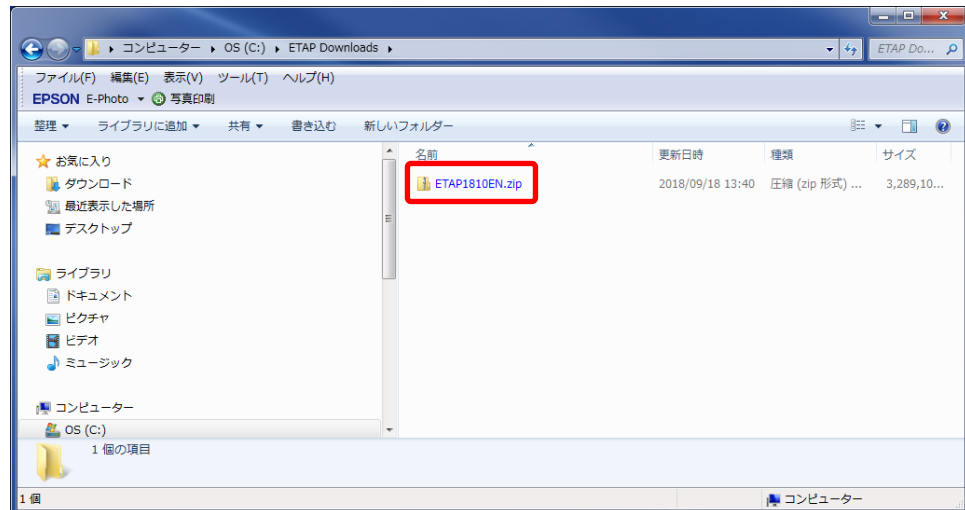 コンピューター OS (C:) ETAP Downloads ETAP Do...
ファイル(F) 編集(E) 表示(V) ツール(T) ヘルプ(H)
EPSON E-Photo 写真印刷
整理 ライブラリに追加 共有 書き込む 新しいフォルダー
名前 更新日時 種類 サイズ
ETAP1810EN.zip 2018/09/18 13:40 圧縮 (zip 形式) ... 3,289,10...
お気に入り
ダウンロード
最近表示した場所
デスクトップ
ライブラリ
ドキュメント
ピクチャ
ビデオ
ミュージック
コンピューター
OS (C:)
1 個の項目
1 個 コンピューター